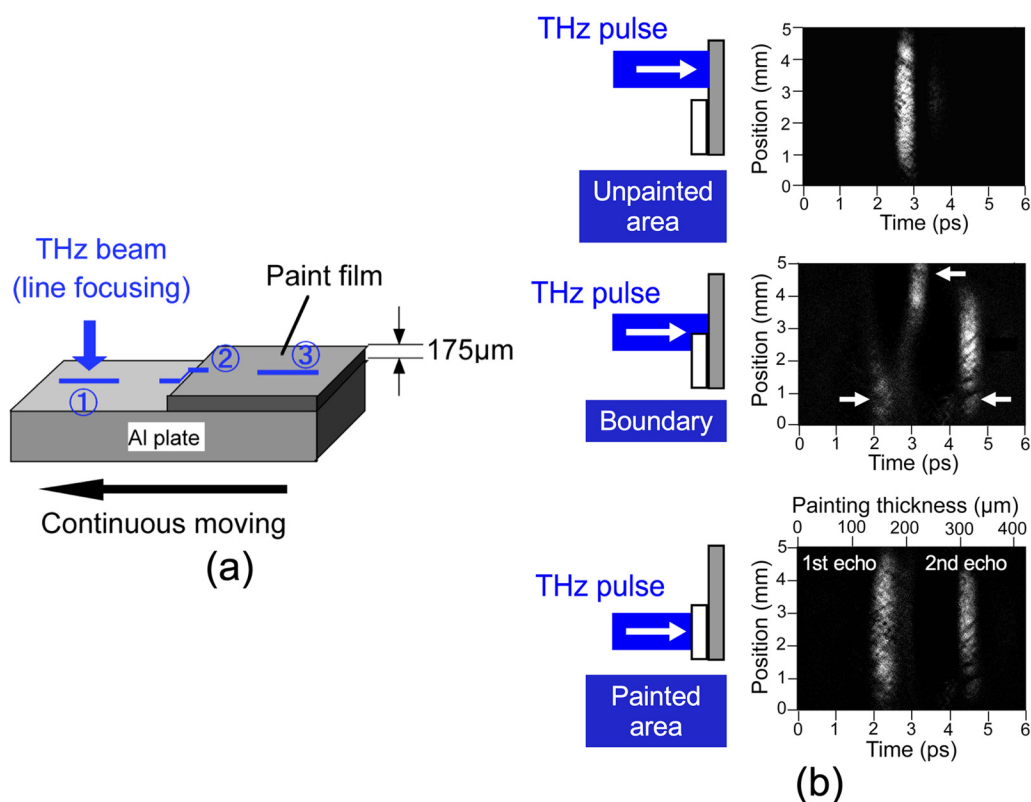 THz beam
(line focusing)
Paint film
①
②
③
175μm
Al plate
Continuous moving
(a)
THz pulse
Unpainted
area
Position (mm)
5
4
3
2
1
0
0 1 2 3 4 5 6
Time (ps)
THz pulse
Boundary
Position (mm)
5
4
3
2
1
0
0 1 2 3 4 5 6
Time (ps)
THz pulse
Painted
area
Painting thickness (μm)
0 100 200 300 400
1st echo 2nd echo
Position (mm)
5
4
3
2
1
0
0 1 2 3 4 5 6
Time (ps)
(b)